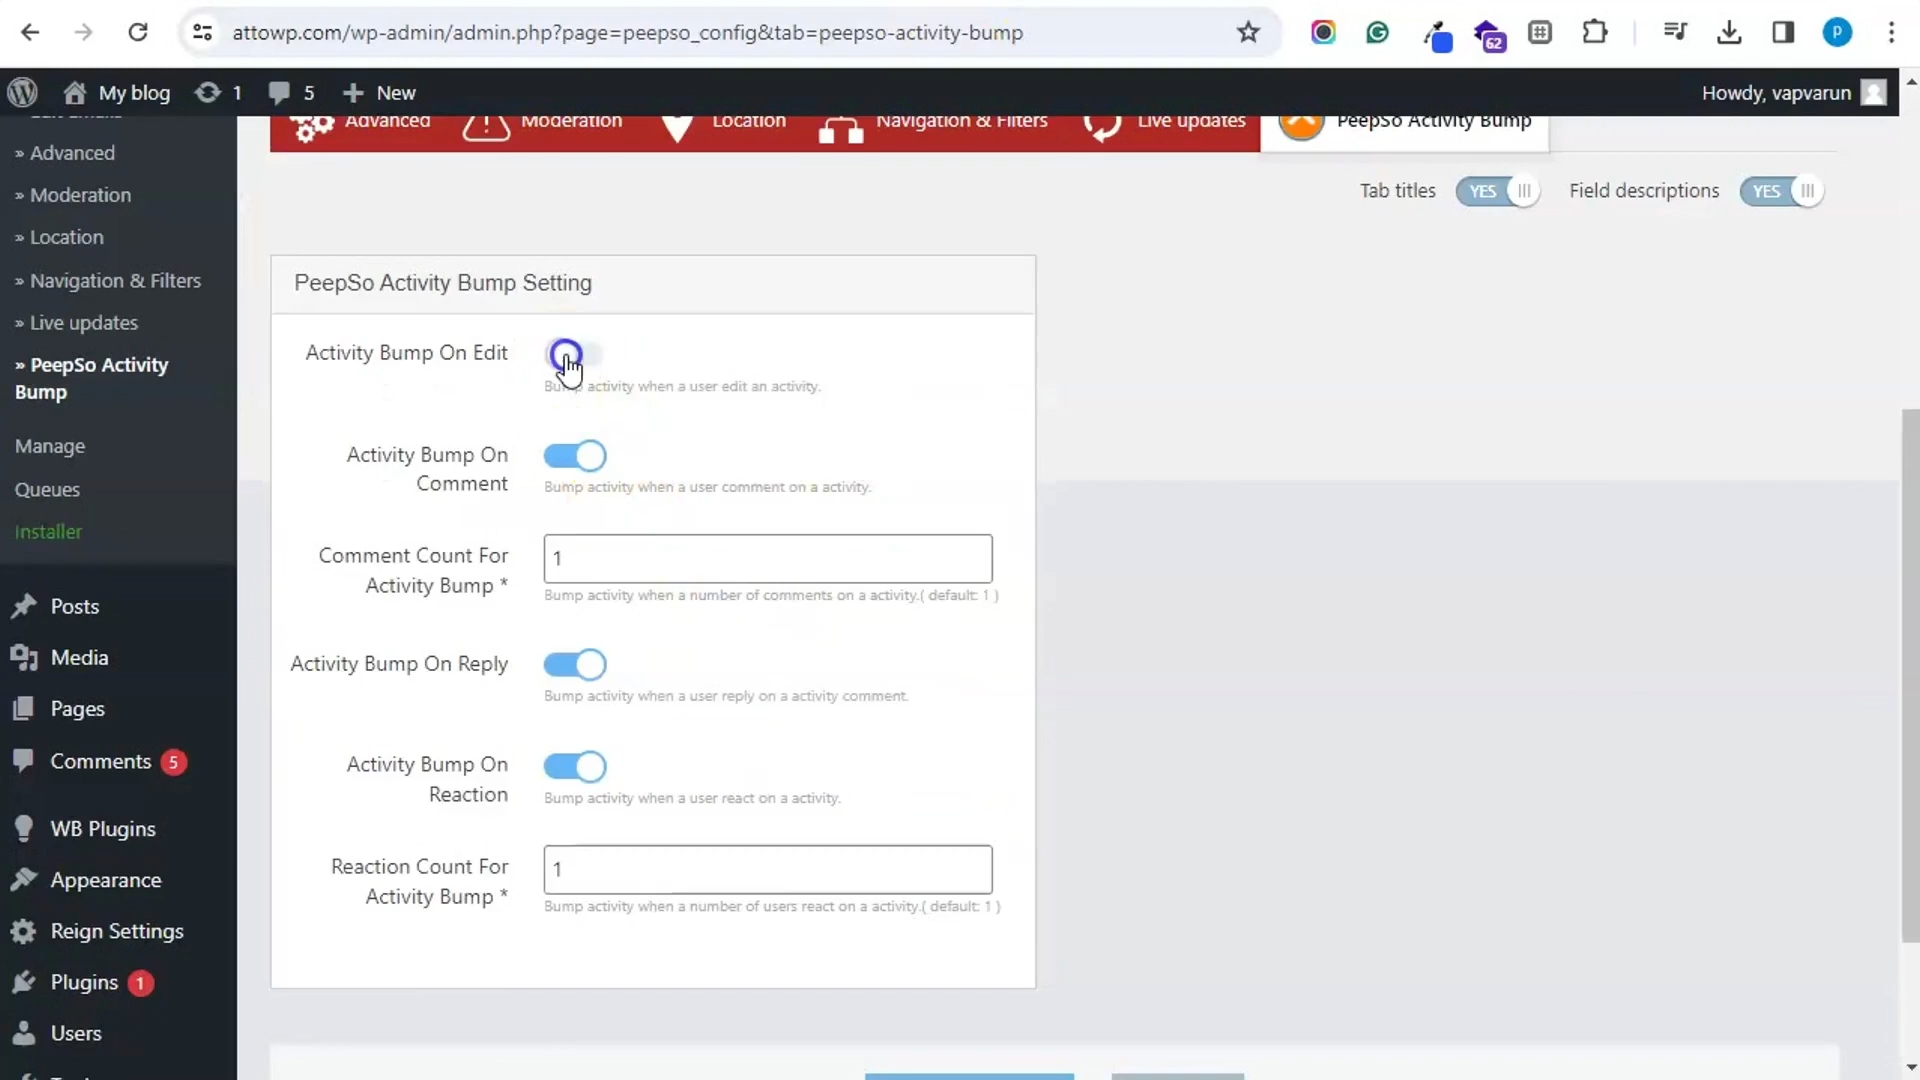 attowp.com/wp-admin/admin.php?page=peepso_config&tab=peepso-activity-bump
62
P
My blog 1 5 New
Howdy, vapvarun
Advanced Moderation Location Navigation & Filters Live updates PeepSo Activity Bump
Tab titles YES Field descriptions YES
» Advanced
» Moderation
» Location
» Navigation & Filters
» Live updates
» PeepSo Activity
Bump
Manage
Queues
Installer
Posts
Media
Pages
Comments 5
WB Plugins
Appearance
Reign Settings
Plugins 1
Users
PeepSo Activity Bump Setting
Activity Bump On Edit
Bump activity when a user edit an activity.
Activity Bump On
Comment
Bump activity when a user comment on a activity.
Comment Count For
Activity Bump *
1
Bump activity when a number of comments on a activity.( default: 1 )
Activity Bump On Reply
Bump activity when a user reply on a activity comment.
Activity Bump On
Reaction
Bump activity when a user react on a activity.
Reaction Count For
Activity Bump *
1
Bump activity when a number of users react on a activity.( default: 1 )